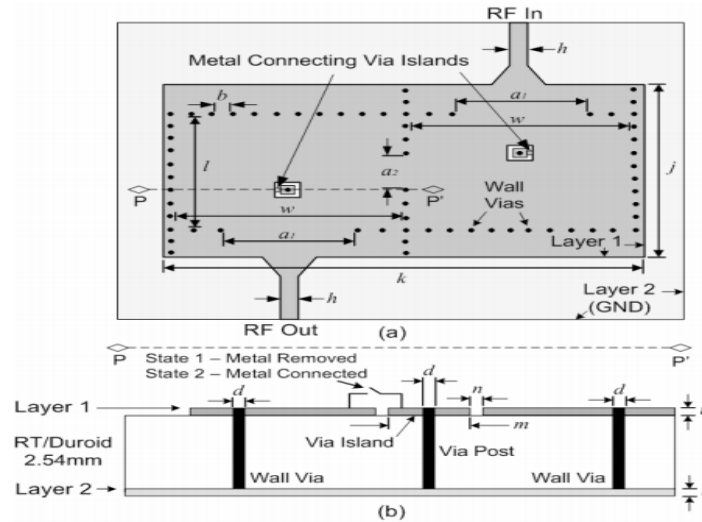 RF In
Metal Connecting Via Islands
h
b
a1
w
l
a2
j
P
P'
w
Wall
Vias
a1
Layer 1
k
h
Layer 2
(GND)
RF Out
(a)
P
P'
State 1 – Metal Removed
State 2 – Metal Connected
d
d
n
d
Layer 1
m
Via Island
RT/Duroid
2.54mm
Via Post
Wall Via
Wall Via
Layer 2
(b)